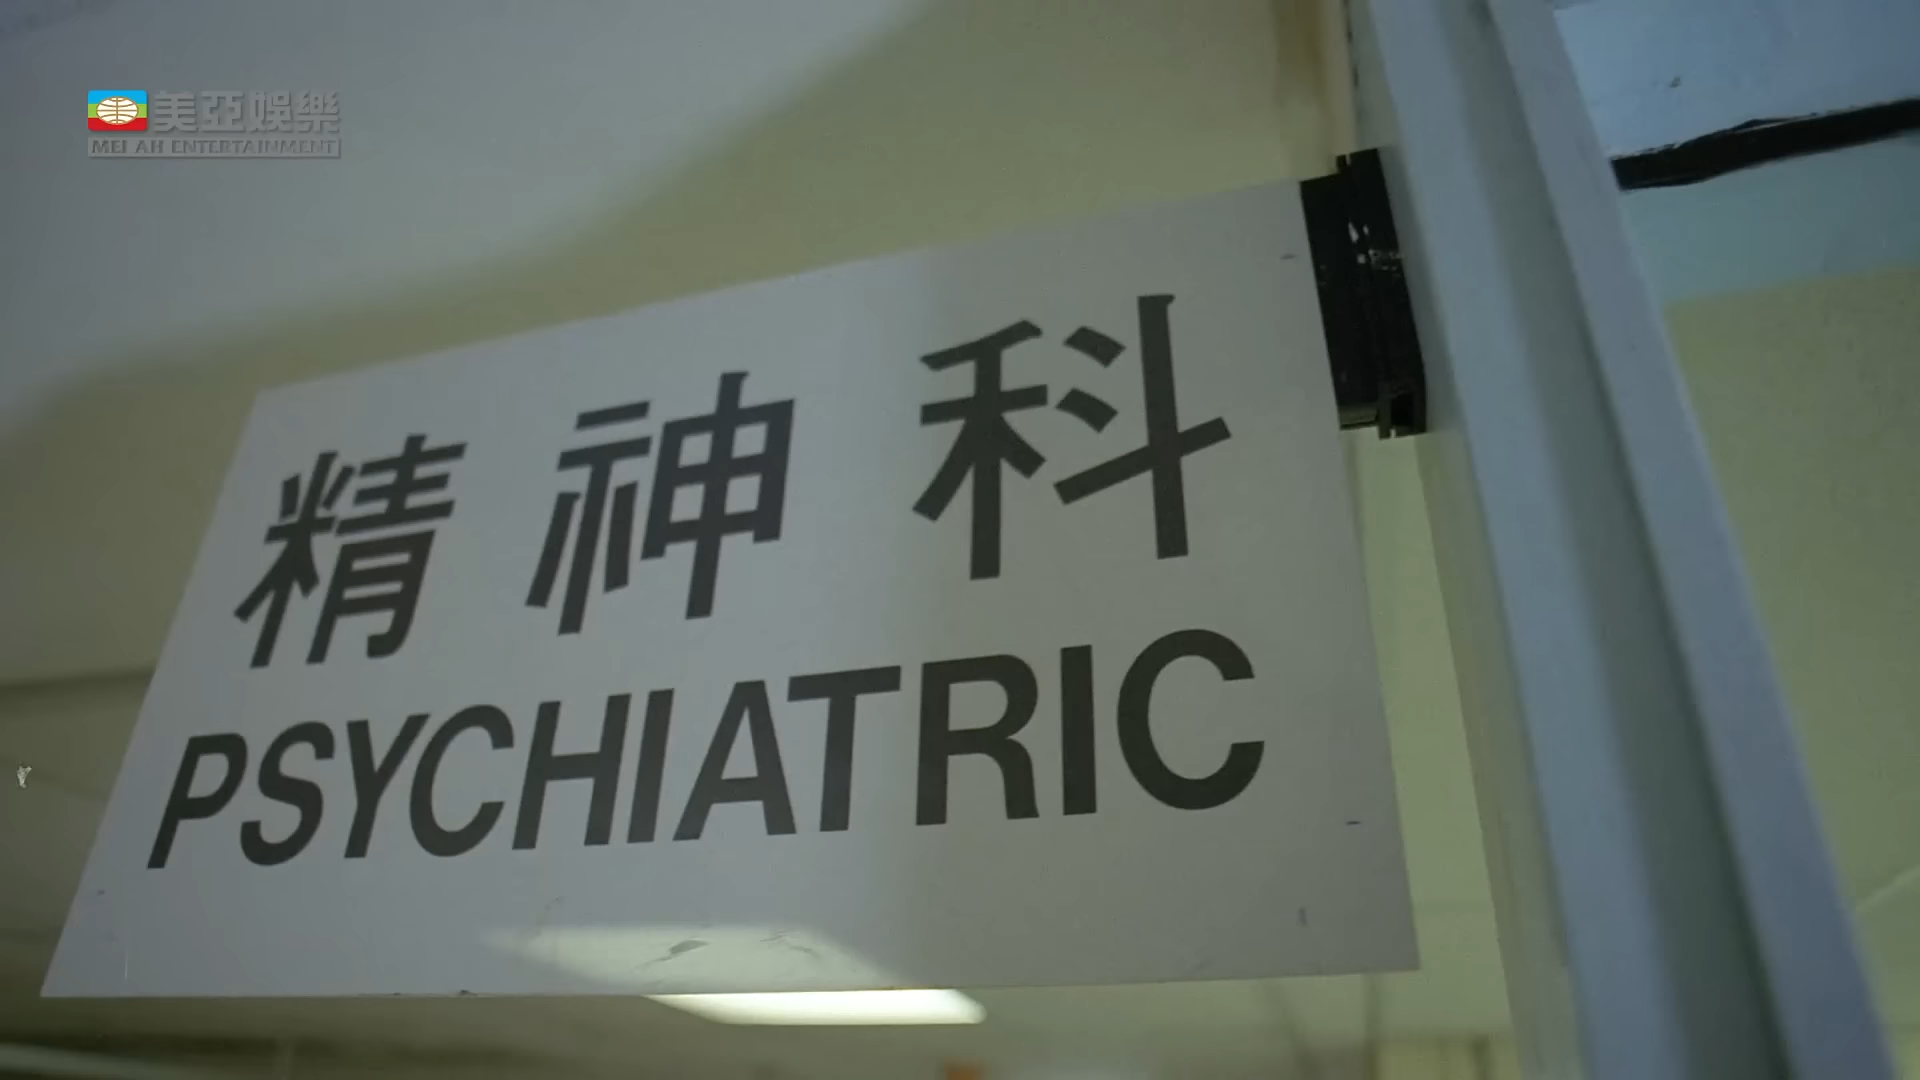 美亞娛樂
MEI AH ENTERTAINMENT
精神科
PSYCHIATRIC